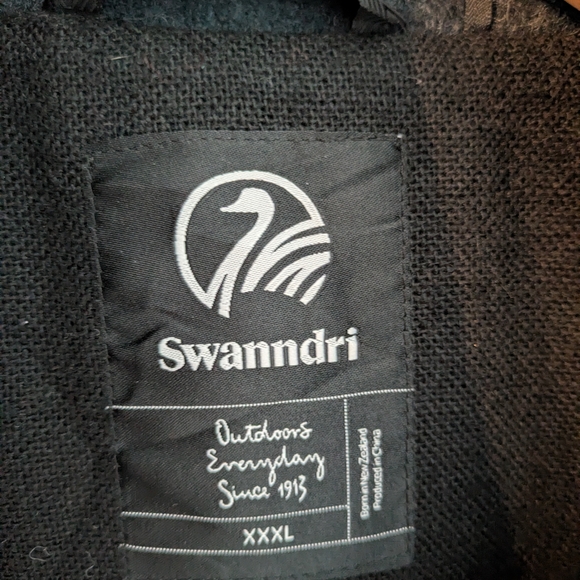 Swanndri
Outdoors
Everyday
Since 1913
Born in New Zealand
Produced in China
XXXL